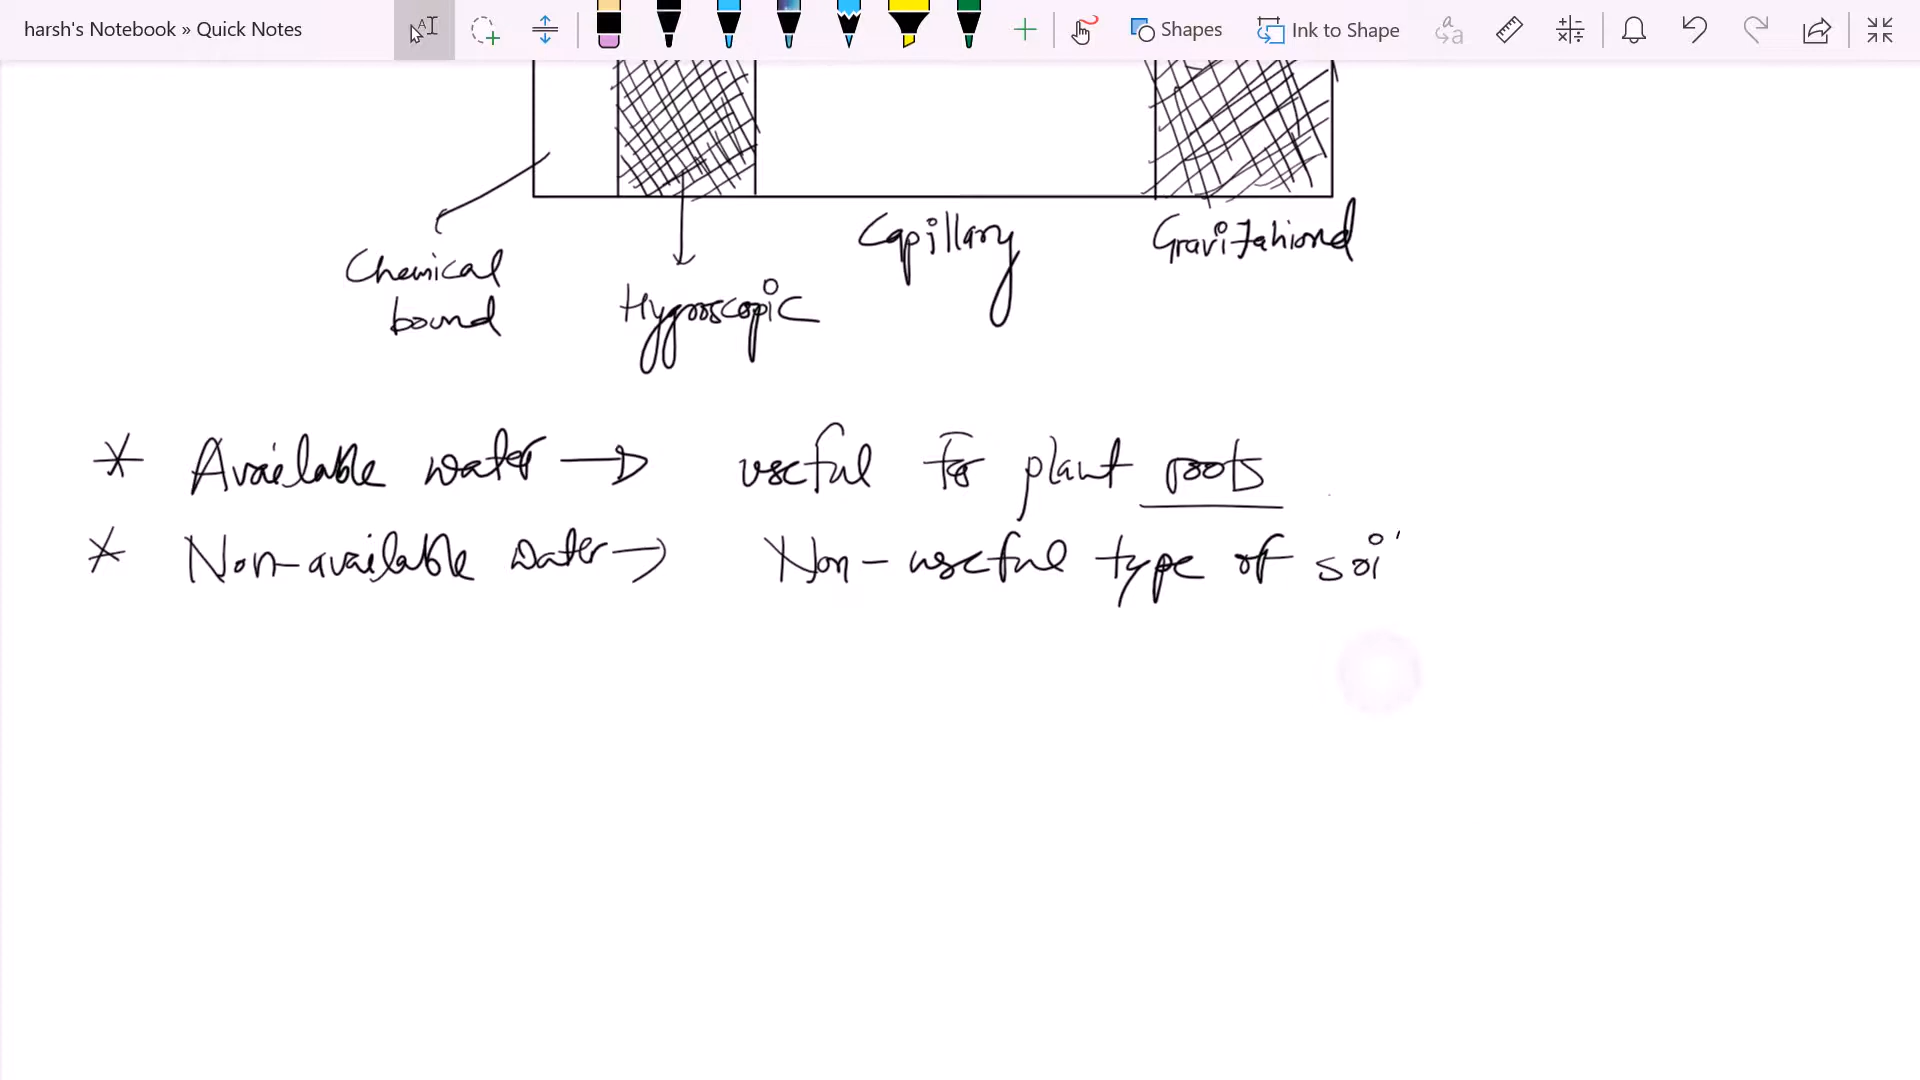 harsh's Notebook » Quick Notes
Shapes
Ink to Shape
Capillary
Gravitational
Chemical
bound
Hygroscopic
* Available water → useful for plant roots
* Non-available water → Non-useful type of soi